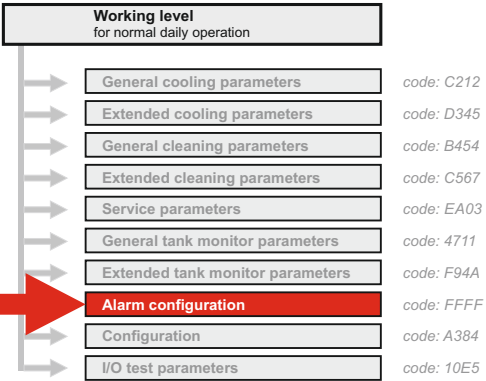 Working level
for normal daily operation
General cooling parameters code: C212
Extended cooling parameters code: D345
General cleaning parameters code: B454
Extended cleaning parameters code: C567
Service parameters code: EA03
General tank monitor parameters code: 4711
Extended tank monitor parameters code: F94A
Alarm configuration code: FFFF
Configuration code: A384
I/O test parameters code: 10E5